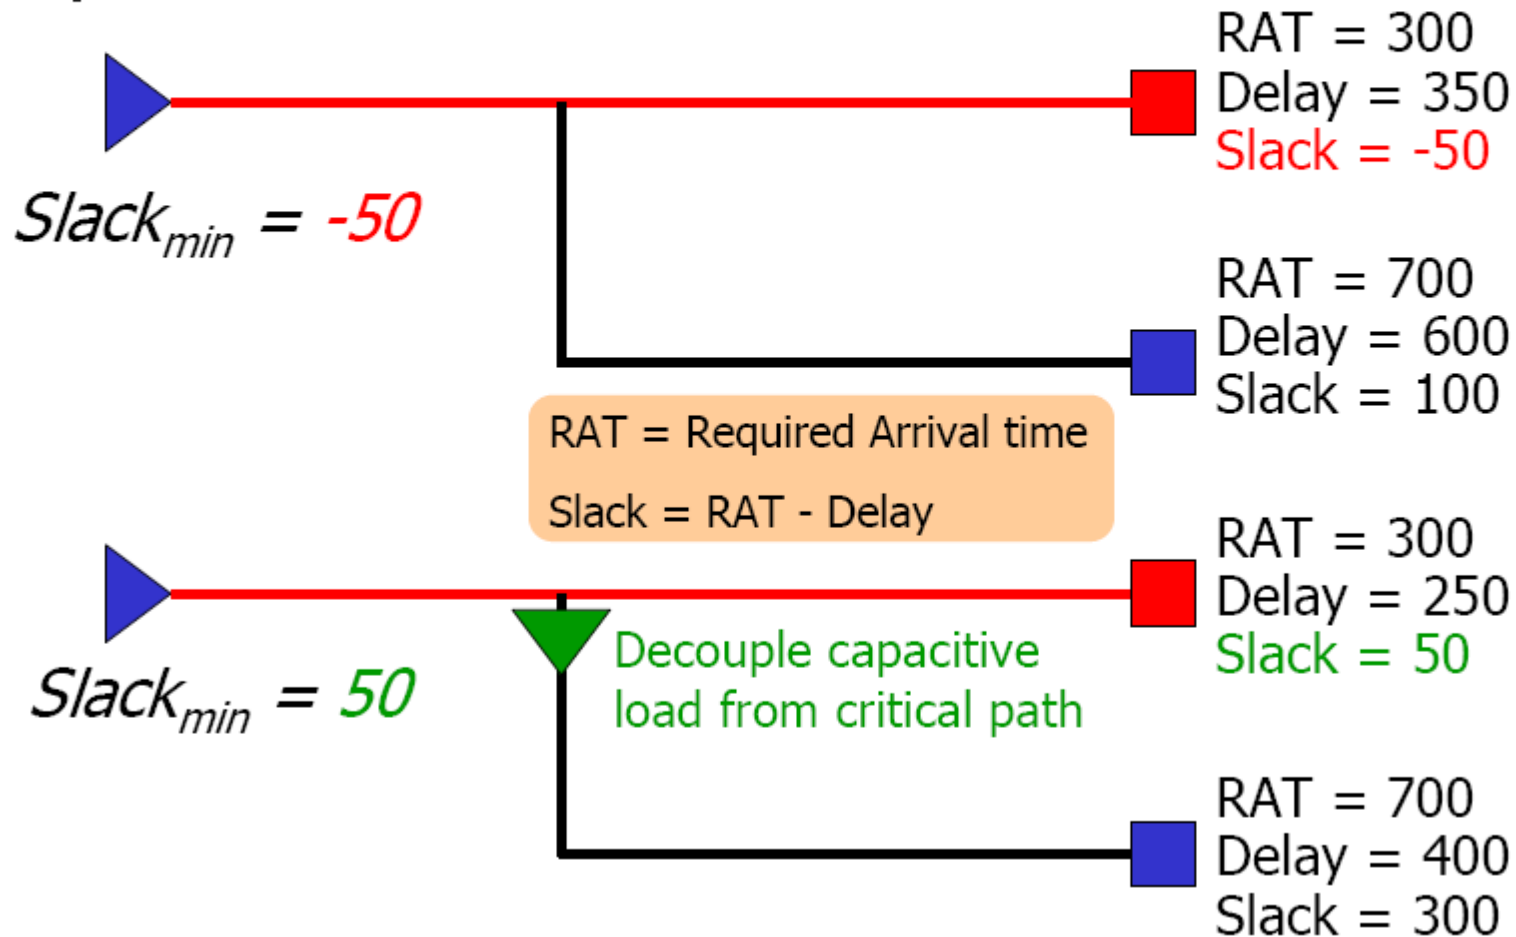 RAT = 300
Delay = 350
Slack = -50
Slackmin = -50
RAT = 700
Delay = 600
Slack = 100
RAT = Required Arrival time
Slack = RAT - Delay
RAT = 300
Delay = 250
Slack = 50
Decouple capacitive
load from critical path
Slackmin = 50
RAT = 700
Delay = 400
Slack = 300